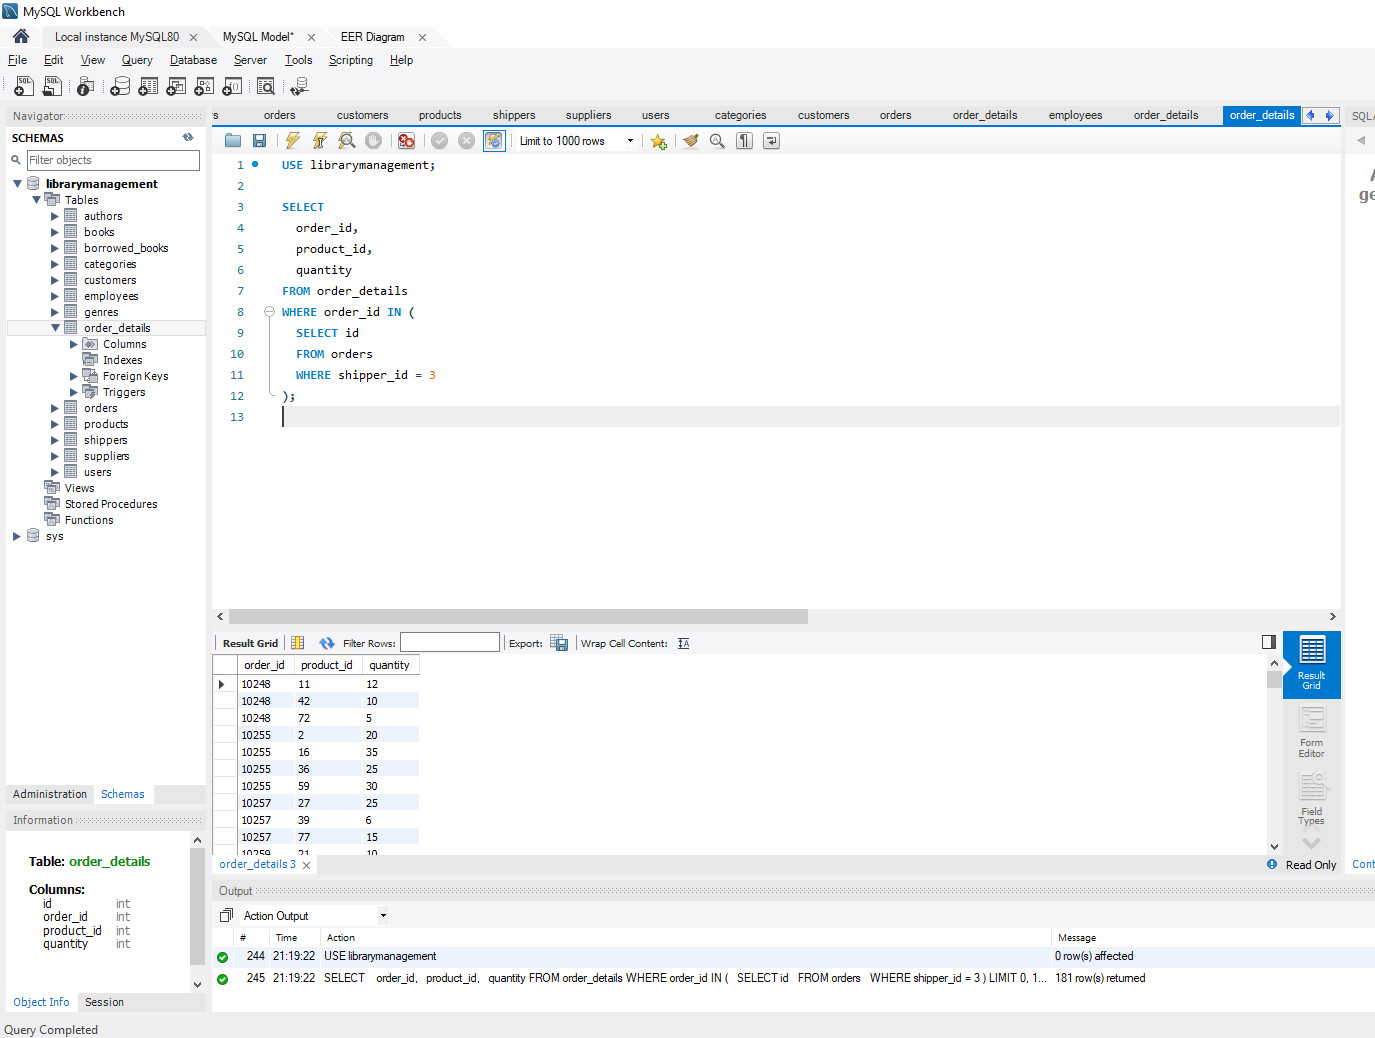 MySQL Workbench
Local instance MySQL80
MySQL Model*
EER Diagram
File Edit View Query Database Server Tools Scripting Help
Navigator
SCHEMAS
Filter objects
librarymanagement
Tables
authors
books
borrowed_books
categories
customers
employees
genres
order_details
Columns
Indexes
Foreign Keys
Triggers
orders
products
shippers
suppliers
users
Views
Stored Procedures
Functions
sys
Administration Schemas
Information
Table: order_details
Columns:
id int
order_id int
product_id int
quantity int
Object Info Session
orders customers products shippers suppliers users categories customers orders order_details employees order_details order_details
Limit to 1000 rows
1 USE librarymanagement;
2
3 SELECT
4 order_id,
5 product_id,
6 quantity
7 FROM order_details
8 WHERE order_id IN (
9 SELECT id
10 FROM orders
11 WHERE shipper_id = 3
12 );
13
Result Grid Filter Rows: Export: Wrap Cell Content:
order_id product_id quantity
10248 11 12
10248 42 10
10248 72 5
10255 2 20
10255 16 35
10255 36 25
10255 59 30
10257 27 25
10257 39 6
10257 77 15
10259 21 10
Result
Grid
Form
Editor
Field
Types
order_details 3
Read Only
Output
Action Output
# Time Action Message
244 21:19:22 USE librarymanagement 0 row(s) affected
245 21:19:22 SELECT order_id, product_id, quantity FROM order_details WHERE order_id IN ( SELECT id FROM orders WHERE shipper_id = 3 ) LIMIT 0, 1... 181 row(s) returned
Query Completed